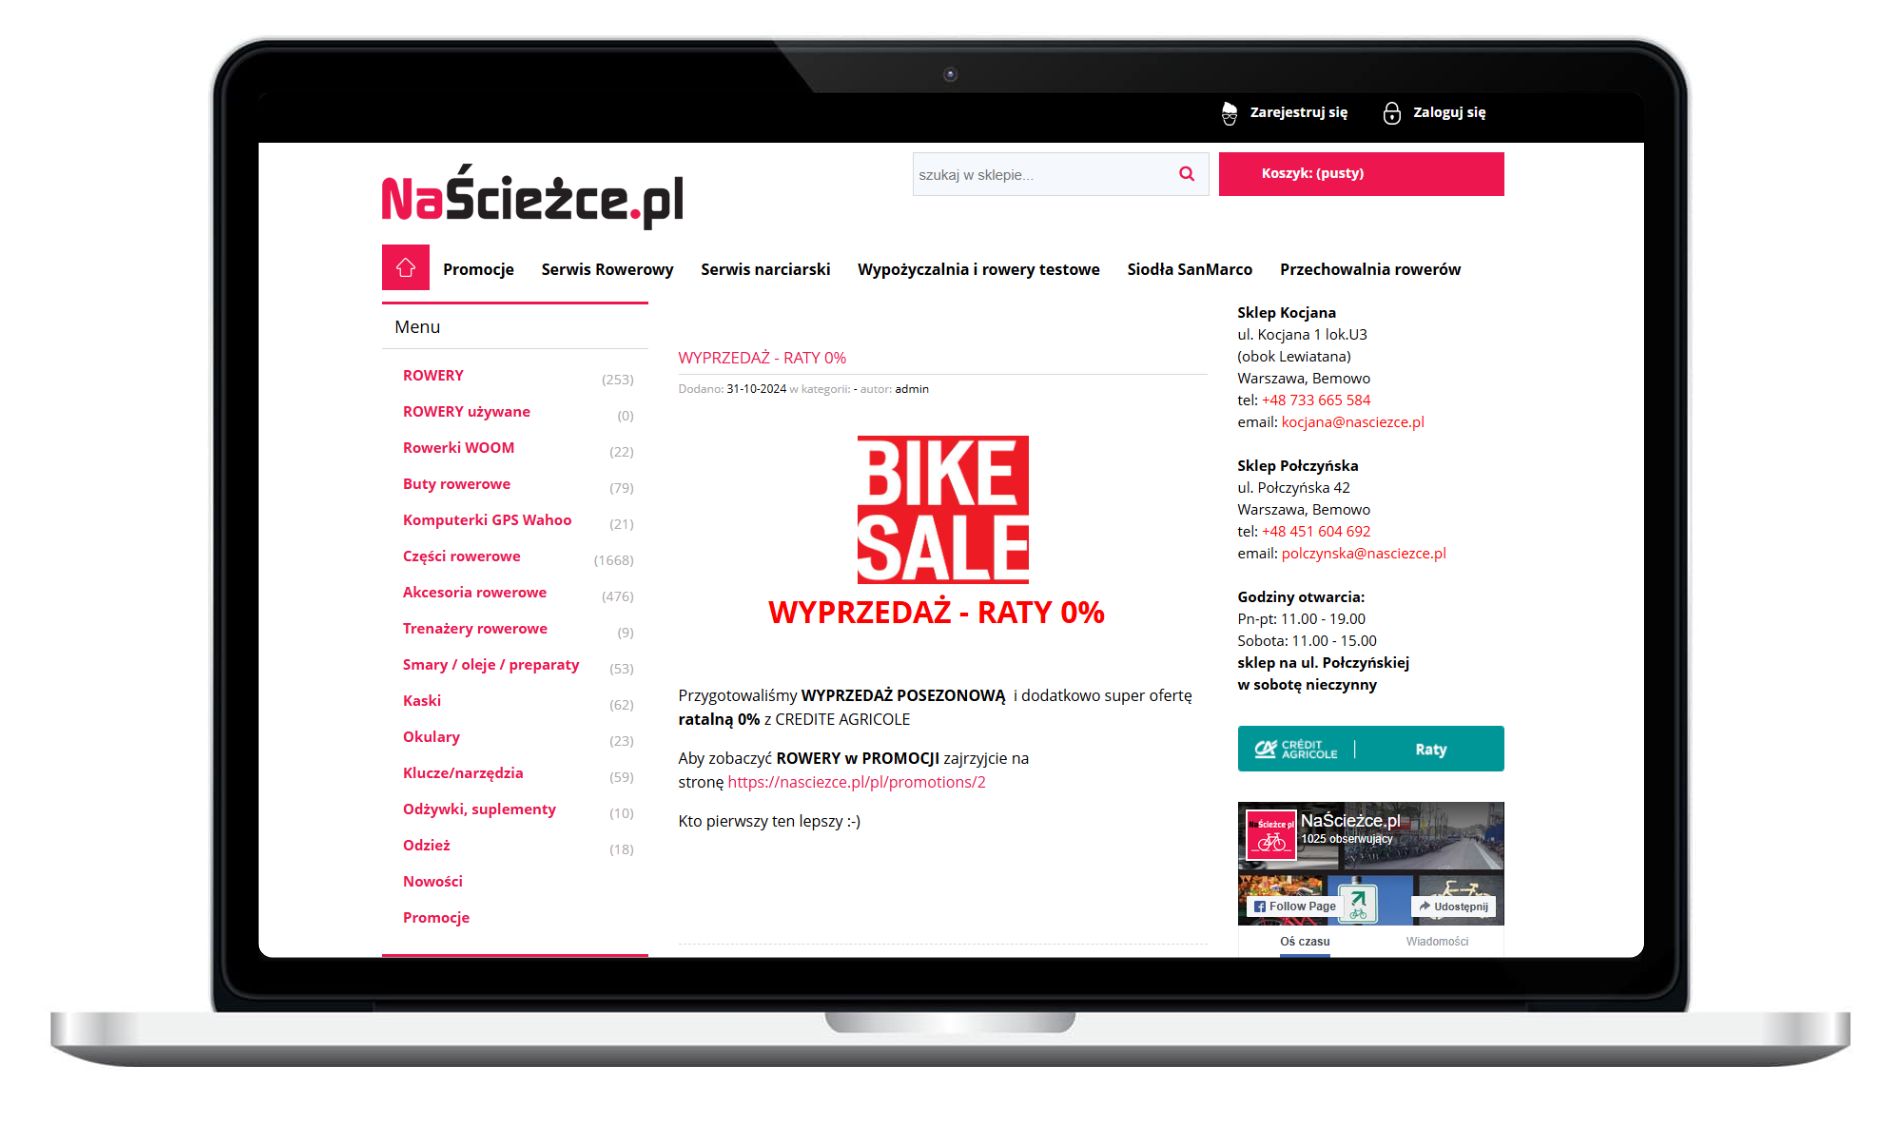 Zarejestruj się
Zaloguj się
NaŚcieżce.pl
szukaj w sklepie...
Koszyk: (pusty)
Promocje
Serwis Rowerowy
Serwis narciarski
Wypożyczalnia i rowery testowe
Siodła SanMarco
Przechowalnia rowerów
Menu
ROWERY (253)
ROWERY używane (0)
Rowerki WOOM (22)
Buty rowerowe (79)
Komputerki GPS Wahoo (21)
Części rowerowe (1668)
Akcesoria rowerowe (476)
Trenażery rowerowe (9)
Smary / oleje / preparaty (53)
Kaski (62)
Okulary (23)
Klucze/narzędzia (59)
Odżywki, suplementy (10)
Odzież (18)
Nowości
Promocje
WYPRZEDAŻ - RATY 0%
Dodano: 31-10-2024 w kategorii: - autor: admin
BIKE
SALE
WYPRZEDAŻ - RATY 0%
Przygotowaliśmy WYPRZEDAŻ POSEZONOWĄ i dodatkowo super ofertę
ratalną 0% z CREDITE AGRICOLE
Aby zobaczyć ROWERY w PROMOCJI zajrzyjcie na
stronę https://nasciezce.pl/pl/promotions/2
Kto pierwszy ten lepszy :-)
Sklep Kocjana
ul. Kocjana 1 lok.U3
(obok Lewiatana)
Warszawa, Bemowo
tel: +48 733 665 584
email: kocjana@nasciezce.pl
Sklep Połczyńska
ul. Połczyńska 42
Warszawa, Bemowo
tel: +48 451 604 692
email: polczynska@nasciezce.pl
Godziny otwarcia:
Pn-pt: 11.00 - 19.00
Sobota: 11.00 - 15.00
sklep na ul. Połczyńskiej
w sobotę nieczynny
CA CRÉDIT
AGRICOLE
Raty
NaŚcieżce.pl
NaŚcieżce.pl
1025 obserwujący
Follow Page
Udostępnij
Oś czasu
Wiadomości